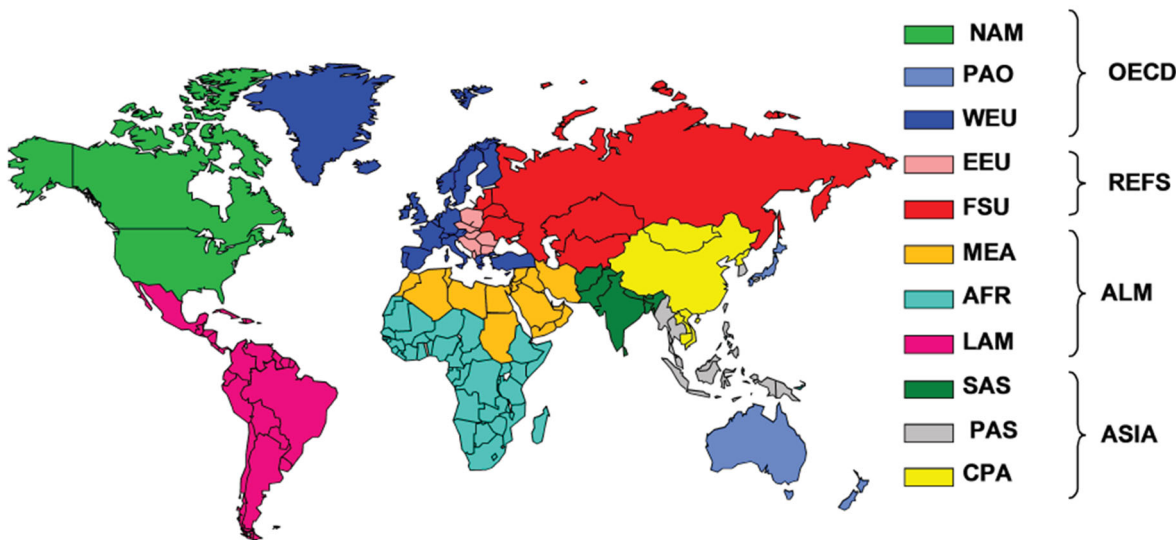 NAM
PAO
WEU
OECD
EEU
FSU
REFS
MEA
AFR
LAM
ALM
SAS
PAS
CPA
ASIA